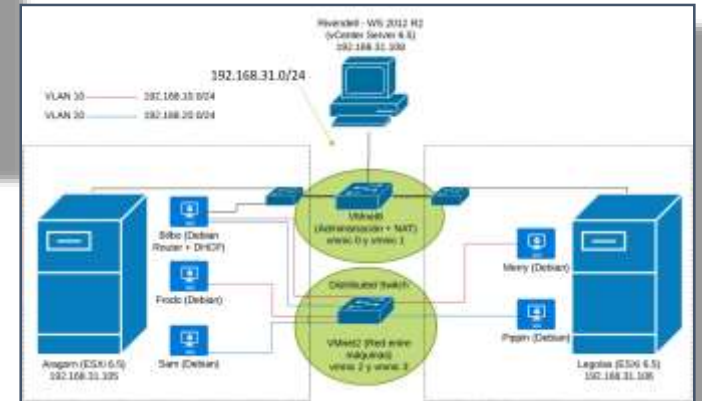 Rivendell - WS 2012 R2
(vCenter Server 6.5)
192.168.31.108
192.168.31.0/24
VLAN 10 192.168.10.0/24
VLAN 20 192.168.20.0/24
VMnet8
(Administración + NAT)
vmnic 0 y vmnic 1
Bilbo (Debian
Router + DHCP)
Frodo (Debian)
Sam (Debian)
Merry (Debian)
Pippin (Debian)
Distributed Switch
VMnet2 (Red entre
máquinas)
vmnic 2 y vmnic 3
Aragorn (ESXi 6.5)
192.168.31.105
Legolas (ESXi 6.5)
192.168.31.106